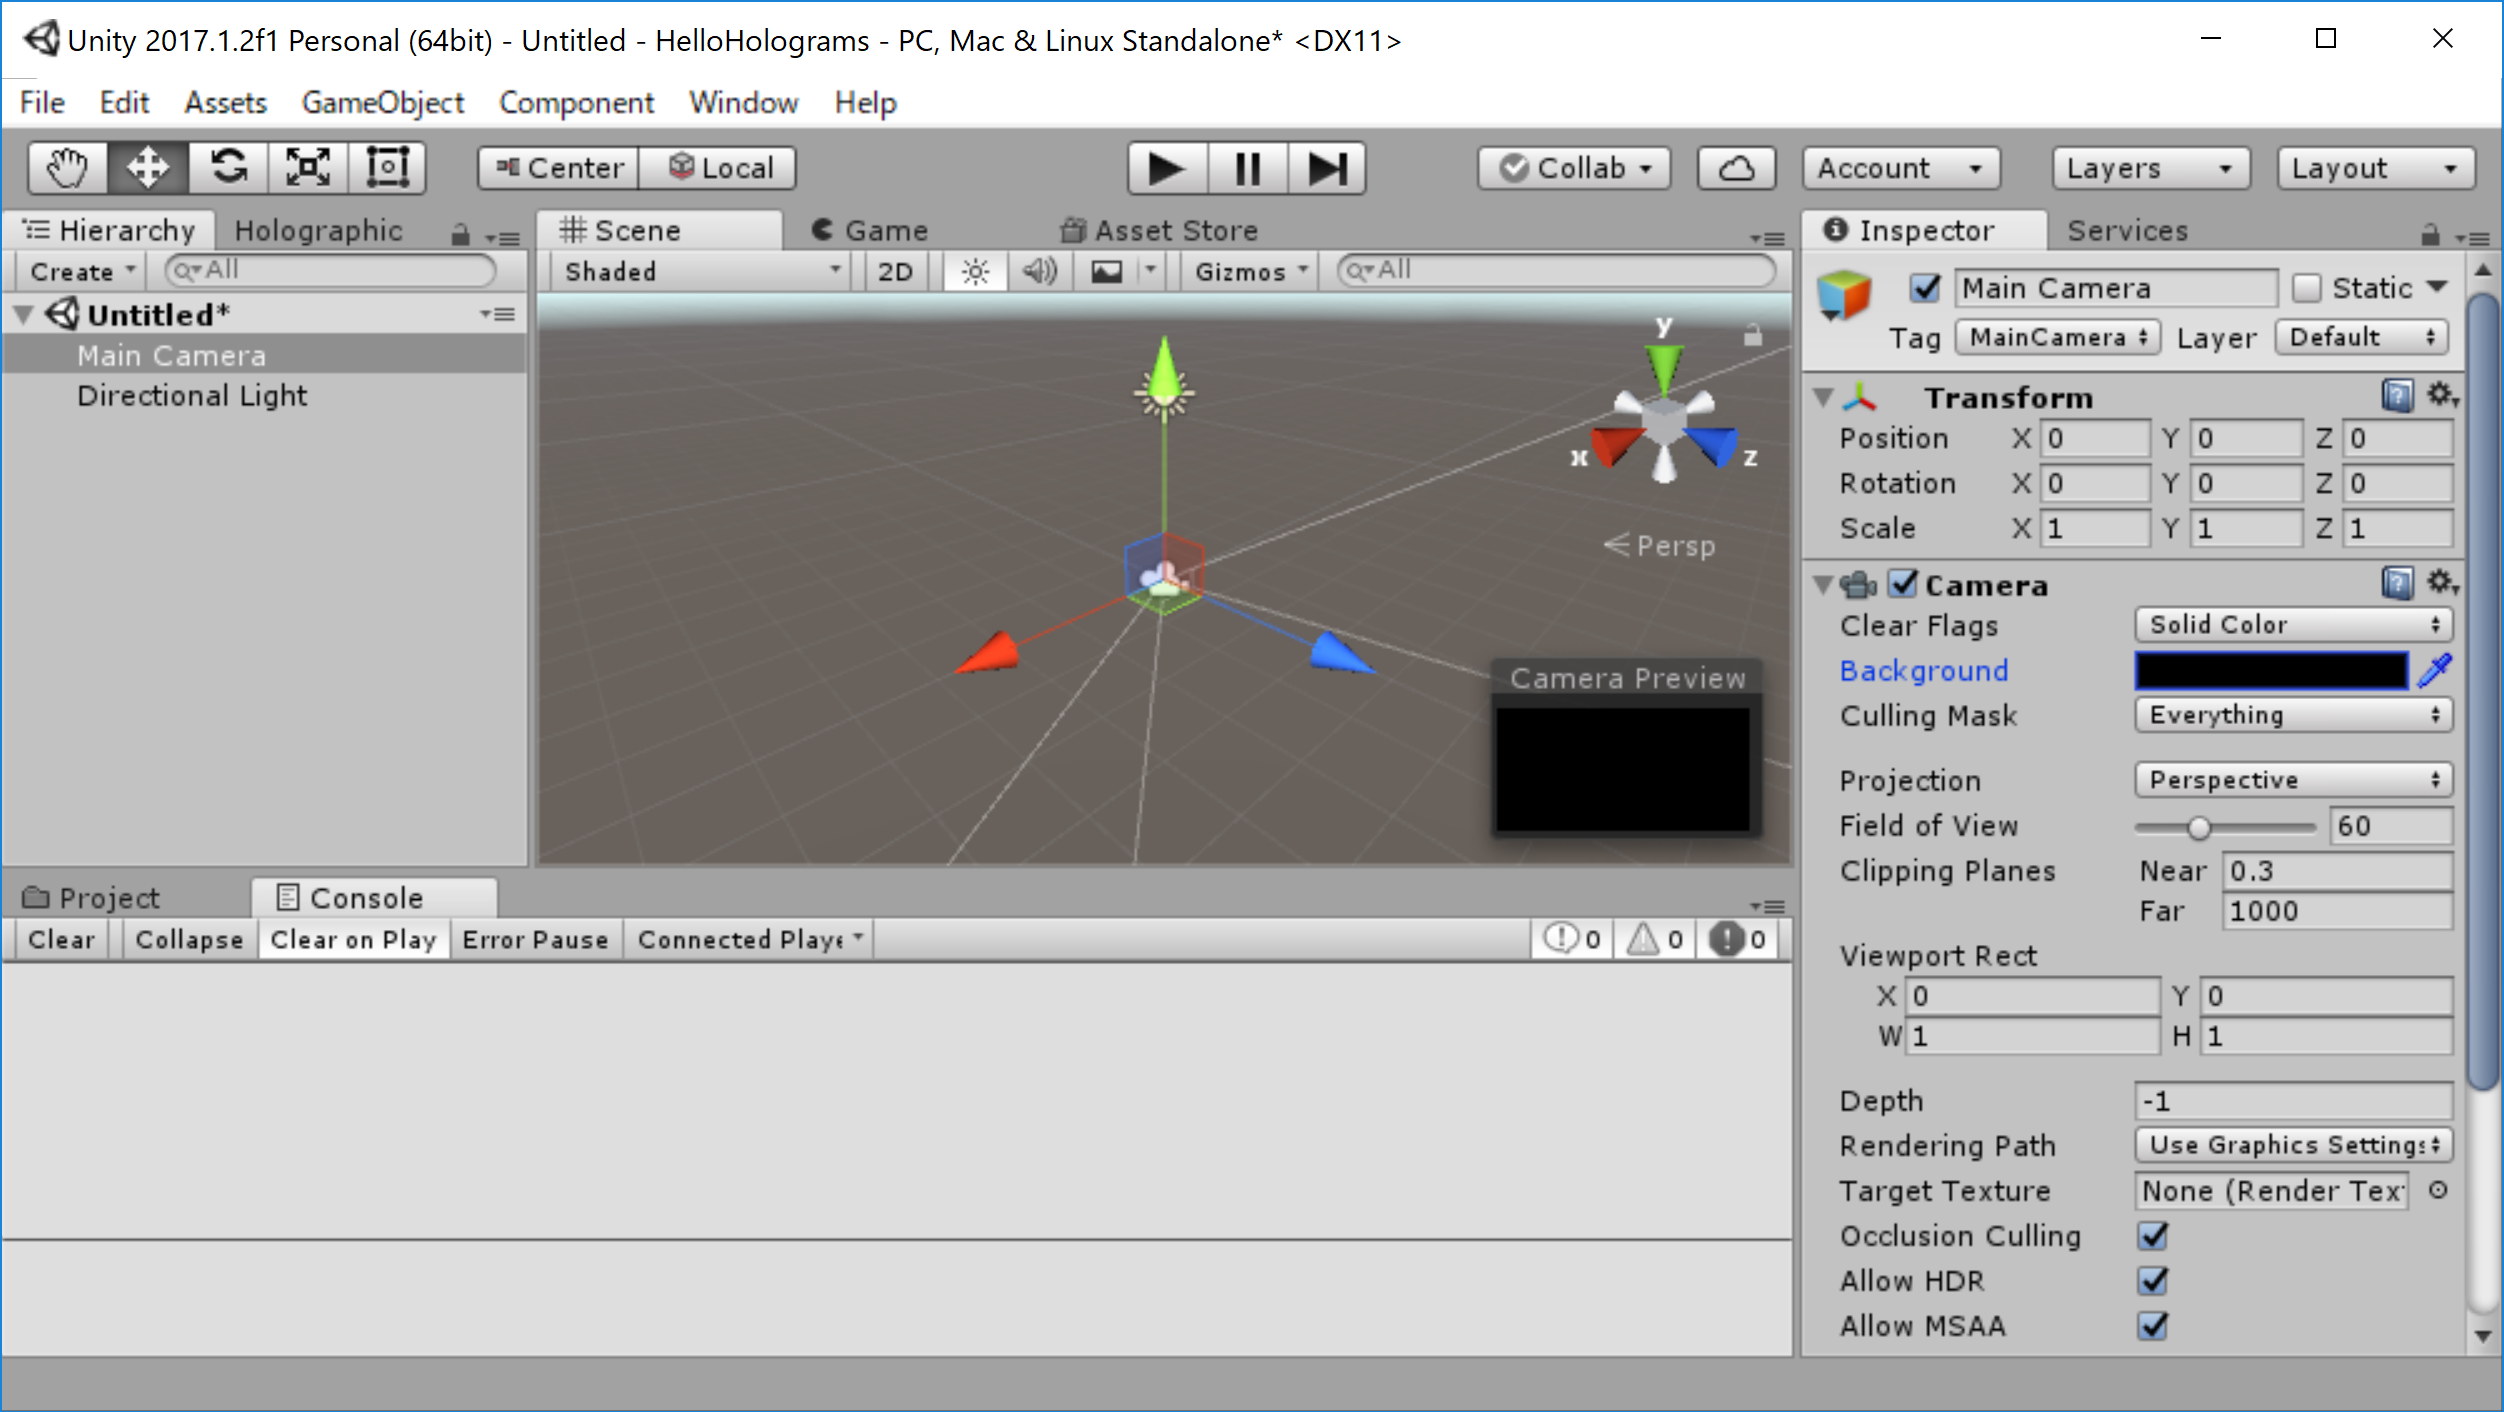 Unity 2017.1.2f1 Personal (64bit) - Untitled - HelloHolograms - PC, Mac & Linux Standalone* <DX11>
File Edit Assets GameObject Component Window Help
Center Local Collab Account Layers Layout
Hierarchy Holographic
Create All
Untitled*
Main Camera
Directional Light
Scene Game Asset Store
Shaded 2D Gizmos All
y
x z
Persp
Camera Preview
Project Console
Clear Collapse Clear on Play Error Pause Connected Playe 0 0 0
Inspector Services
Main Camera Static
Tag MainCamera Layer Default
Transform
Position X 0 Y 0 Z 0
Rotation X 0 Y 0 Z 0
Scale X 1 Y 1 Z 1
Camera
Clear Flags Solid Color
Background
Culling Mask Everything
Projection Perspective
Field of View 60
Clipping Planes Near 0.3
Far 1000
Viewport Rect
X 0 Y 0
W 1 H 1
Depth -1
Rendering Path Use Graphics Settings
Target Texture None (Render Tex
Occlusion Culling
Allow HDR
Allow MSAA